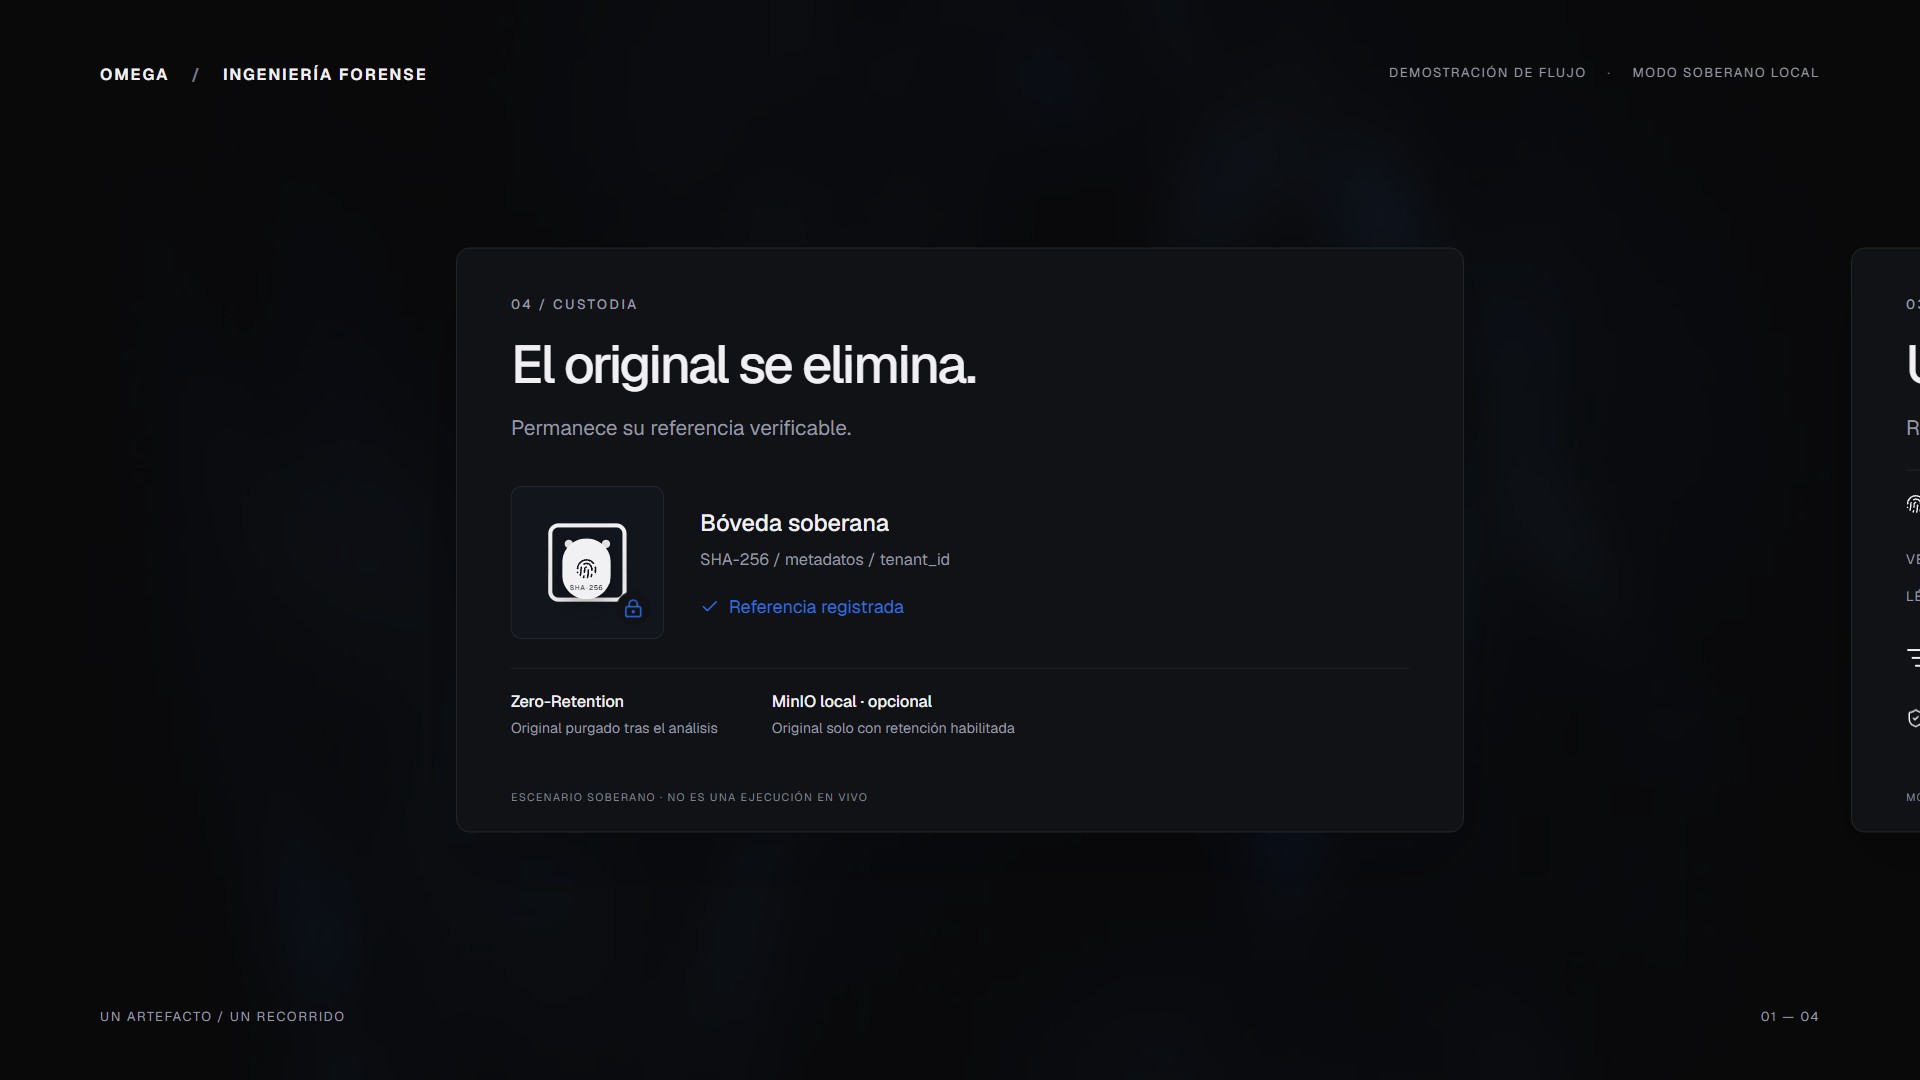 OMEGA / INGENIERÍA FORENSE
DEMOSTRACIÓN DE FLUJO · MODO SOBERANO LOCAL
04 / CUSTODIA
El original se elimina.
Permanece su referencia verificable.
SHA-256
Bóveda soberana
SHA-256 / metadatos / tenant_id
Referencia registrada
Zero-Retention
Original purgado tras el análisis
MinIO local · opcional
Original solo con retención habilitada
ESCENARIO SOBERANO · NO ES UNA EJECUCIÓN EN VIVO
UN ARTEFACTO / UN RECORRIDO
01 — 04